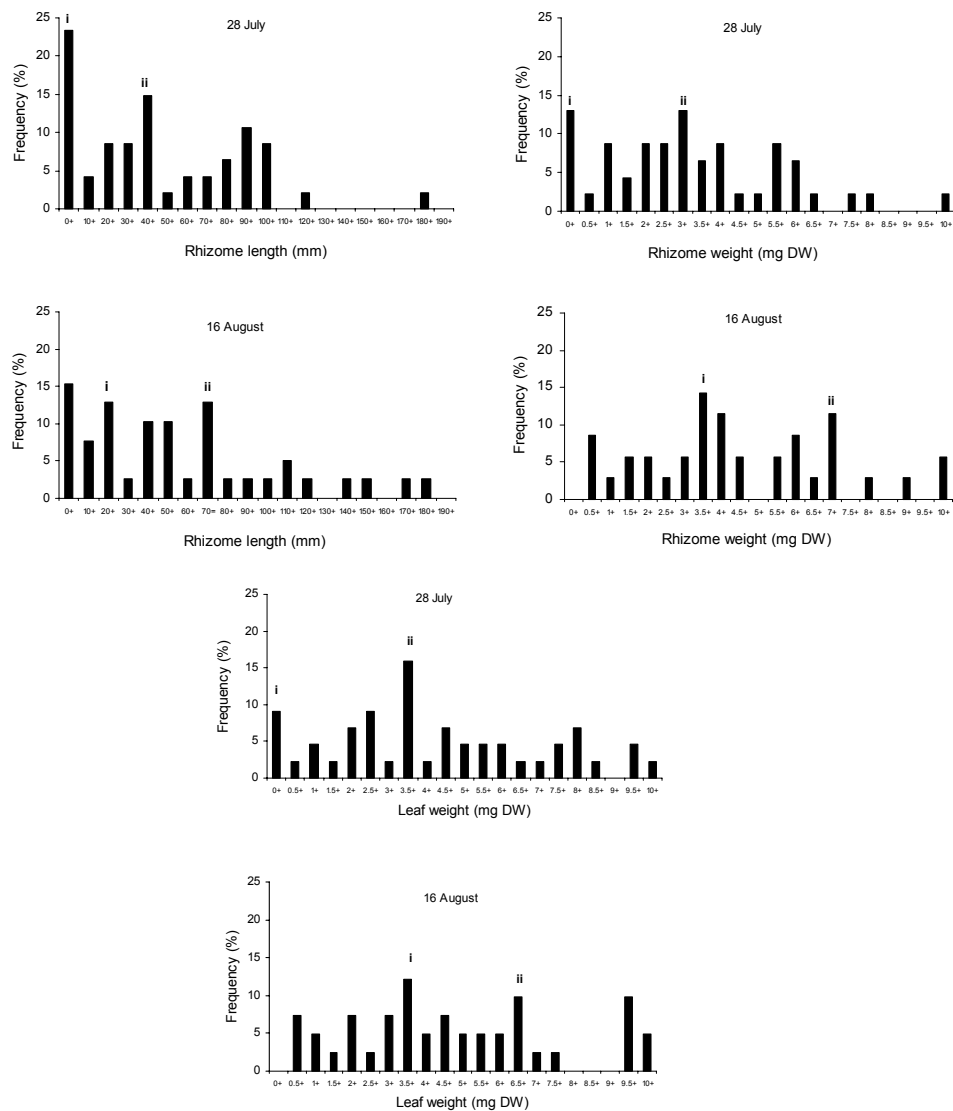 25
20
15
10
5
0
Frequency (%)
28 July
i
ii
0+ 10+ 20+ 30+ 40+ 50+ 60+ 70+ 80+ 90+ 100+ 110+ 120+ 130+ 140+ 150+ 160+ 170+ 180+ 190+
Rhizome length (mm)
25
20
15
10
5
0
Frequency (%)
28 July
i
ii
0+ 0.5+ 1+ 1.5+ 2+ 2.5+ 3+ 3.5+ 4+ 4.5+ 5+ 5.5+ 6+ 6.5+ 7+ 7.5+ 8+ 8.5+ 9+ 9.5+ 10+
Rhizome weight (mg DW)
25
20
15
10
5
0
Frequency (%)
16 August
i
ii
0+ 10+ 20+ 30+ 40+ 50+ 60+ 70= 80+ 90+ 100+ 110+ 120+ 130+ 140+ 150+ 160+ 170+ 180+ 190+
Rhizome length (mm)
25
20
15
10
5
0
Frequency (%)
16 August
i
ii
0+ 0.5+ 1+ 1.5+ 2+ 2.5+ 3+ 3.5+ 4+ 4.5+ 5+ 5.5+ 6+ 6.5+ 7+ 7.5+ 8+ 8.5+ 9+ 9.5+ 10+
Rhizome weight (mg DW)
25
20
15
10
5
0
Frequency (%)
28 July
i
ii
0+ 0.5+ 1+ 1.5+ 2+ 2.5+ 3+ 3.5+ 4+ 4.5+ 5+ 5.5+ 6+ 6.5+ 7+ 7.5+ 8+ 8.5+ 9+ 9.5+ 10+
Leaf weight (mg DW)
25
20
15
10
5
0
Frequency (%)
16 August
i
ii
0+ 0.5+ 1+ 1.5+ 2+ 2.5+ 3+ 3.5+ 4+ 4.5+ 5+ 5.5+ 6+ 6.5+ 7+ 7.5+ 8+ 8.5+ 9+ 9.5+ 10+
Leaf weight (mg DW)